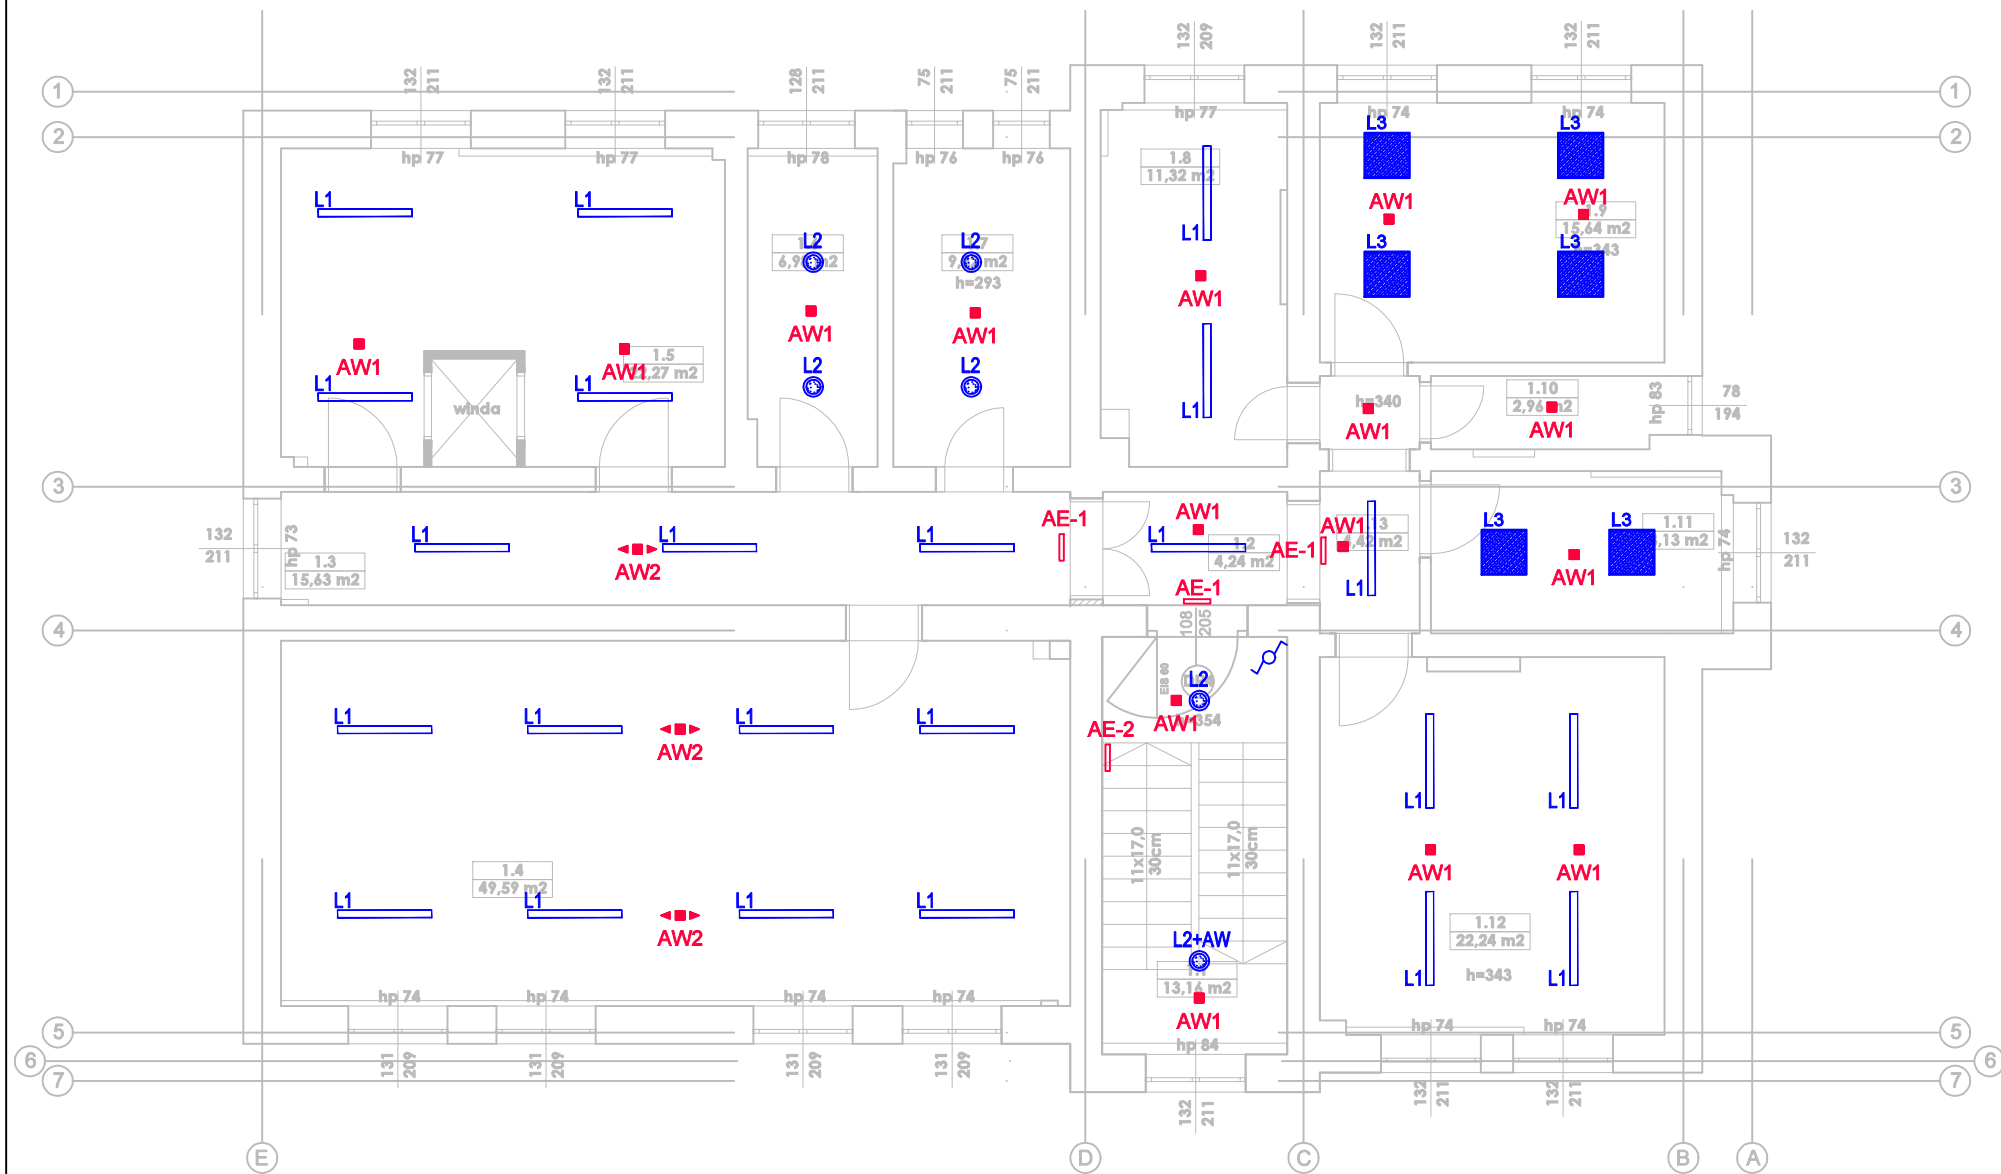 132
211
132
211
128
211
75
211
75
211
132
209
132
211
132
211
1
1
2
2
hp 77
hp 77
hp 78
hp 76
hp 76
hp 77
hp 74
hp 74
L3
L3
1.8
11,32 m2
L1
L1
AW1
AW1
1.9
15,64 m2
L1
L2
L2
L3
L3
h=293
AW1
AW1
AW1
AW1
AW1
1.5
L2
L2
L1
L1
L1
winda
h=340
AW1
1.10
AW1
hp 83
78
194
3
3
132
211
hp 73
1.3
15,63 m2
L1
L1
L1
AW2
AE-1
AW1
L1
1.2
4,24 m2
AE-1
AE-1
AW1
L1
L3
L3
AW1
1.11
hp 74
132
211
4
4
108
205
EIS 60
L2
AW1
AE-2
L1
L1
L1
L1
AW2
11x17,0
30cm
11x17,0
30cm
L1
L1
AW1
AW1
1.4
49,59 m2
L1
L1
L1
L1
AW2
L2+AW
13,16 m2
AW1
1.12
22,24 m2
h=343
L1
L1
hp 74
hp 74
hp 74
hp 74
hp 84
hp 74
hp 74
5
5
6
6
7
7
131
209
131
209
131
209
131
209
132
211
132
211
132
211
E
D
C
B
A